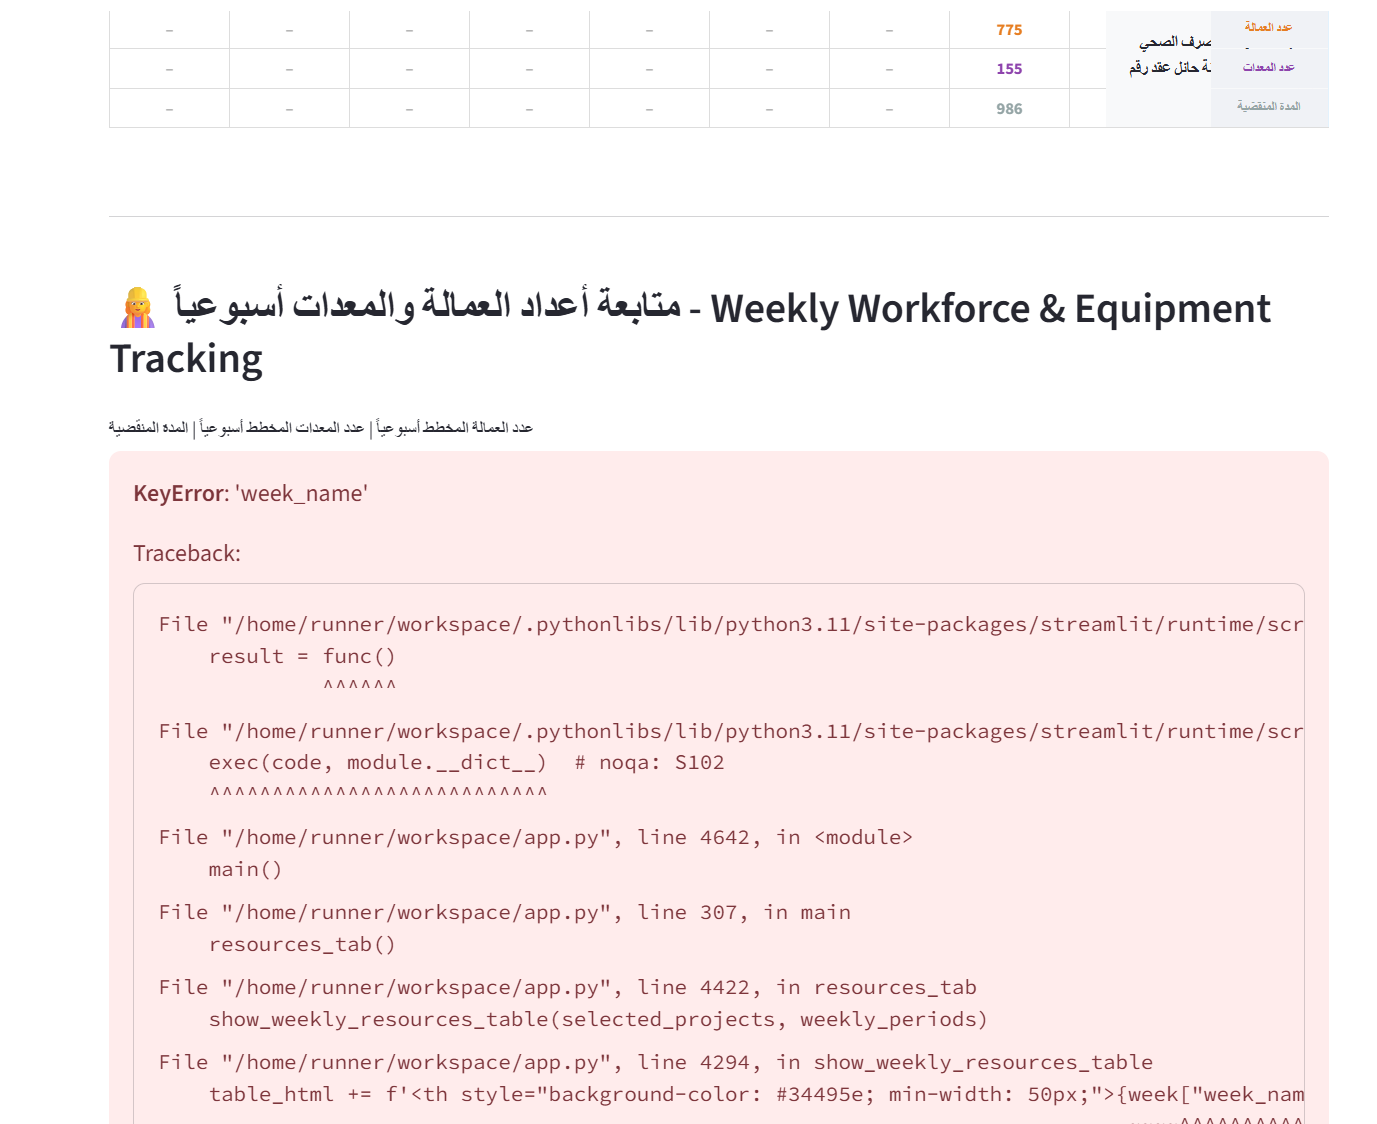 – – – – – – – 775 عدد العمالة
صرف الصحي
– – – – – – – 155 عدد المعدات
حائل عقد رقم
– – – – – – – 986 المدة المنقضية
👷‍♀️ متابعة أعداد العمالة والمعدات أسبوعياً - Weekly Workforce & Equipment
Tracking
عدد العمالة المخطط أسبوعياً | عدد المعدات المخطط أسبوعياً | المدة المنقضية
KeyError: 'week_name'
Traceback:
File "/home/runner/workspace/.pythonlibs/lib/python3.11/site-packages/streamlit/runtime/scr
result = func()
^^^^^^
File "/home/runner/workspace/.pythonlibs/lib/python3.11/site-packages/streamlit/runtime/scr
exec(code, module.__dict__)  # noqa: S102
^^^^^^^^^^^^^^^^^^^^^^^^^^^
File "/home/runner/workspace/app.py", line 4642, in <module>
main()
File "/home/runner/workspace/app.py", line 307, in main
resources_tab()
File "/home/runner/workspace/app.py", line 4422, in resources_tab
show_weekly_resources_table(selected_projects, weekly_periods)
File "/home/runner/workspace/app.py", line 4294, in show_weekly_resources_table
table_html += f'<th style="background-color: #34495e; min-width: 50px;">{week["week_nam